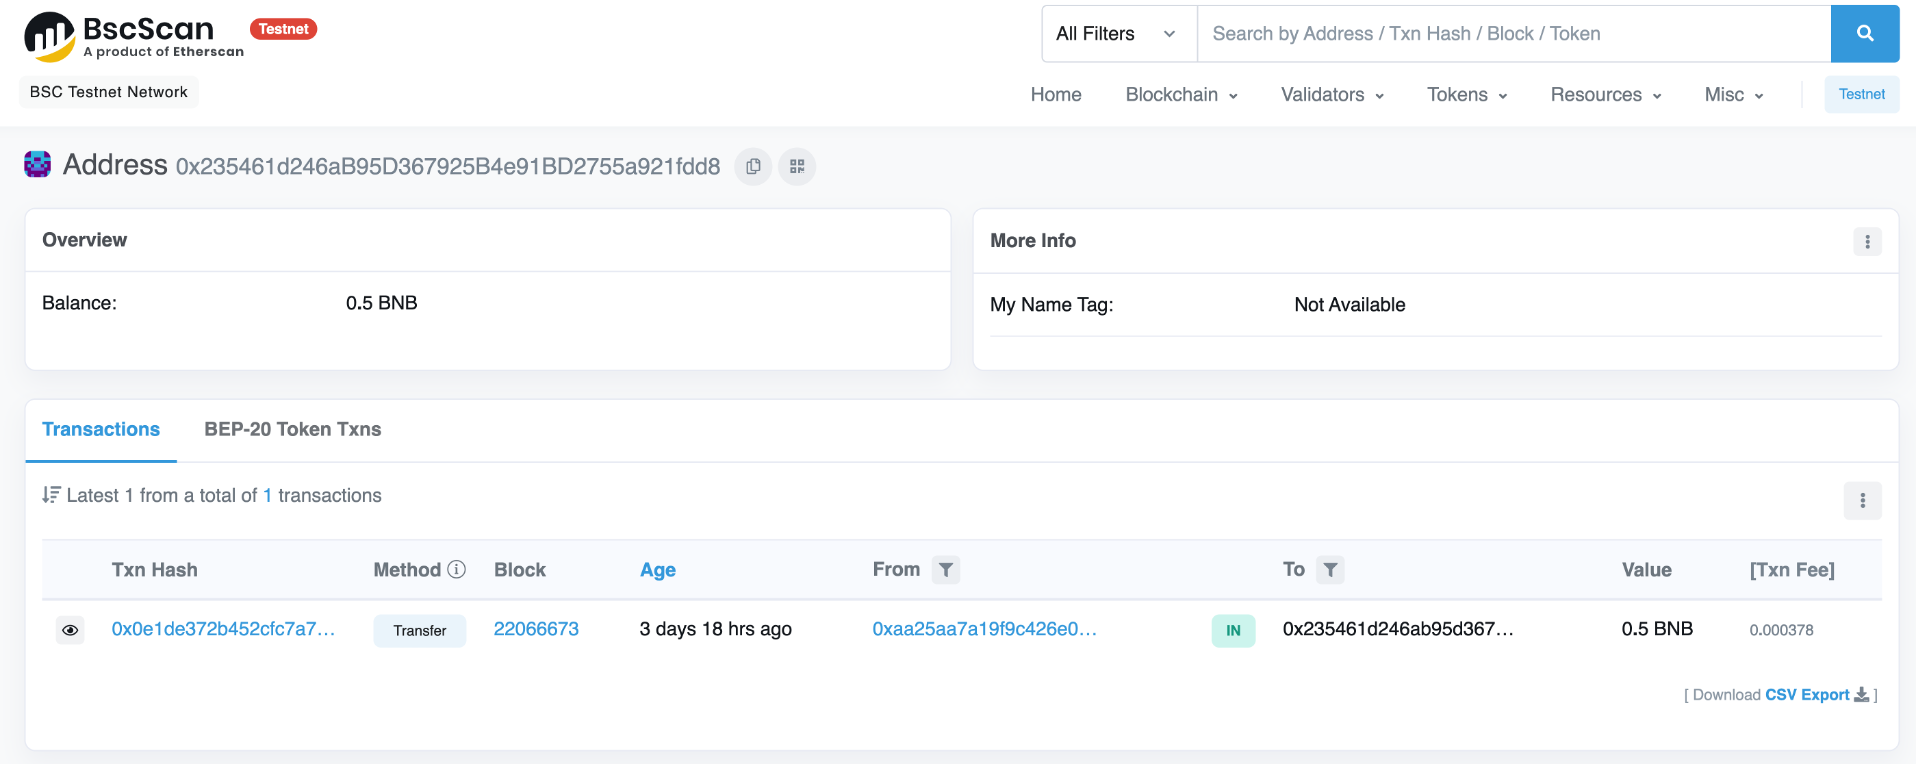 BscScan Testnet
A product of Etherscan
All Filters Search by Address / Txn Hash / Block / Token
BSC Testnet Network
Home Blockchain Validators Tokens Resources Misc Testnet
Address 0x235461d246aB95D367925B4e91BD2755a921fdd8
Overview
Balance: 0.5 BNB
More Info
My Name Tag: Not Available
Transactions BEP-20 Token Txns
Latest 1 from a total of 1 transactions
Txn Hash Method Block Age From To Value [Txn Fee]
0x0e1de372b452cfc7a7... Transfer 22066673 3 days 18 hrs ago 0xaa25aa7a19f9c426e0... IN 0x235461d246ab95d367... 0.5 BNB 0.000378
[ Download CSV Export ]